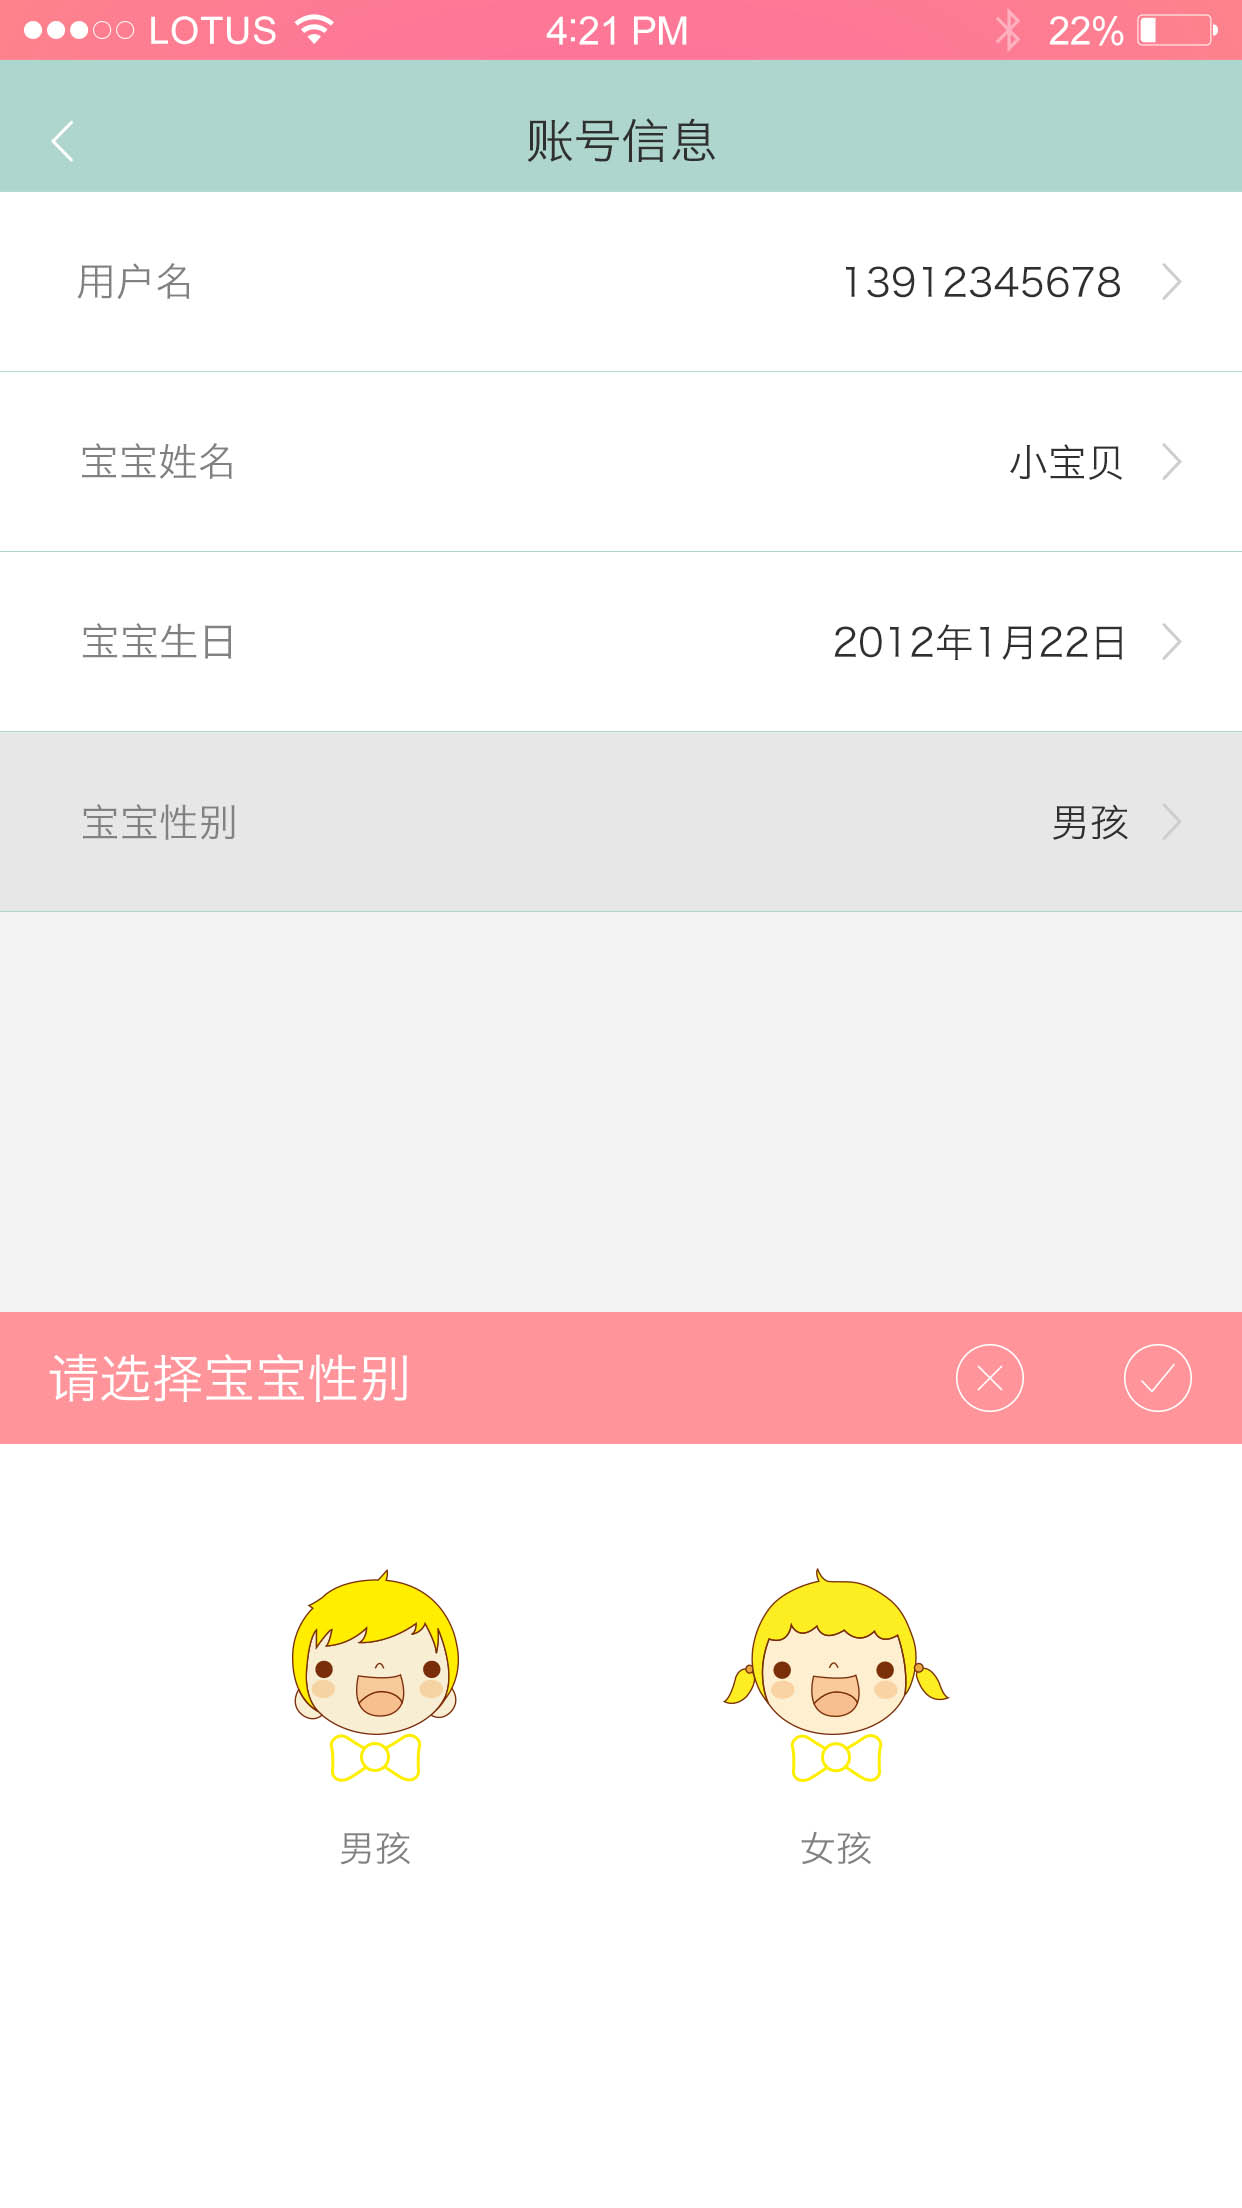 LOTUS 4:21 PM 22%
账号信息
用户名 13912345678
宝宝姓名 小宝贝
宝宝生日 2012年1月22日
宝宝性别 男孩
请选择宝宝性别
男孩 女孩